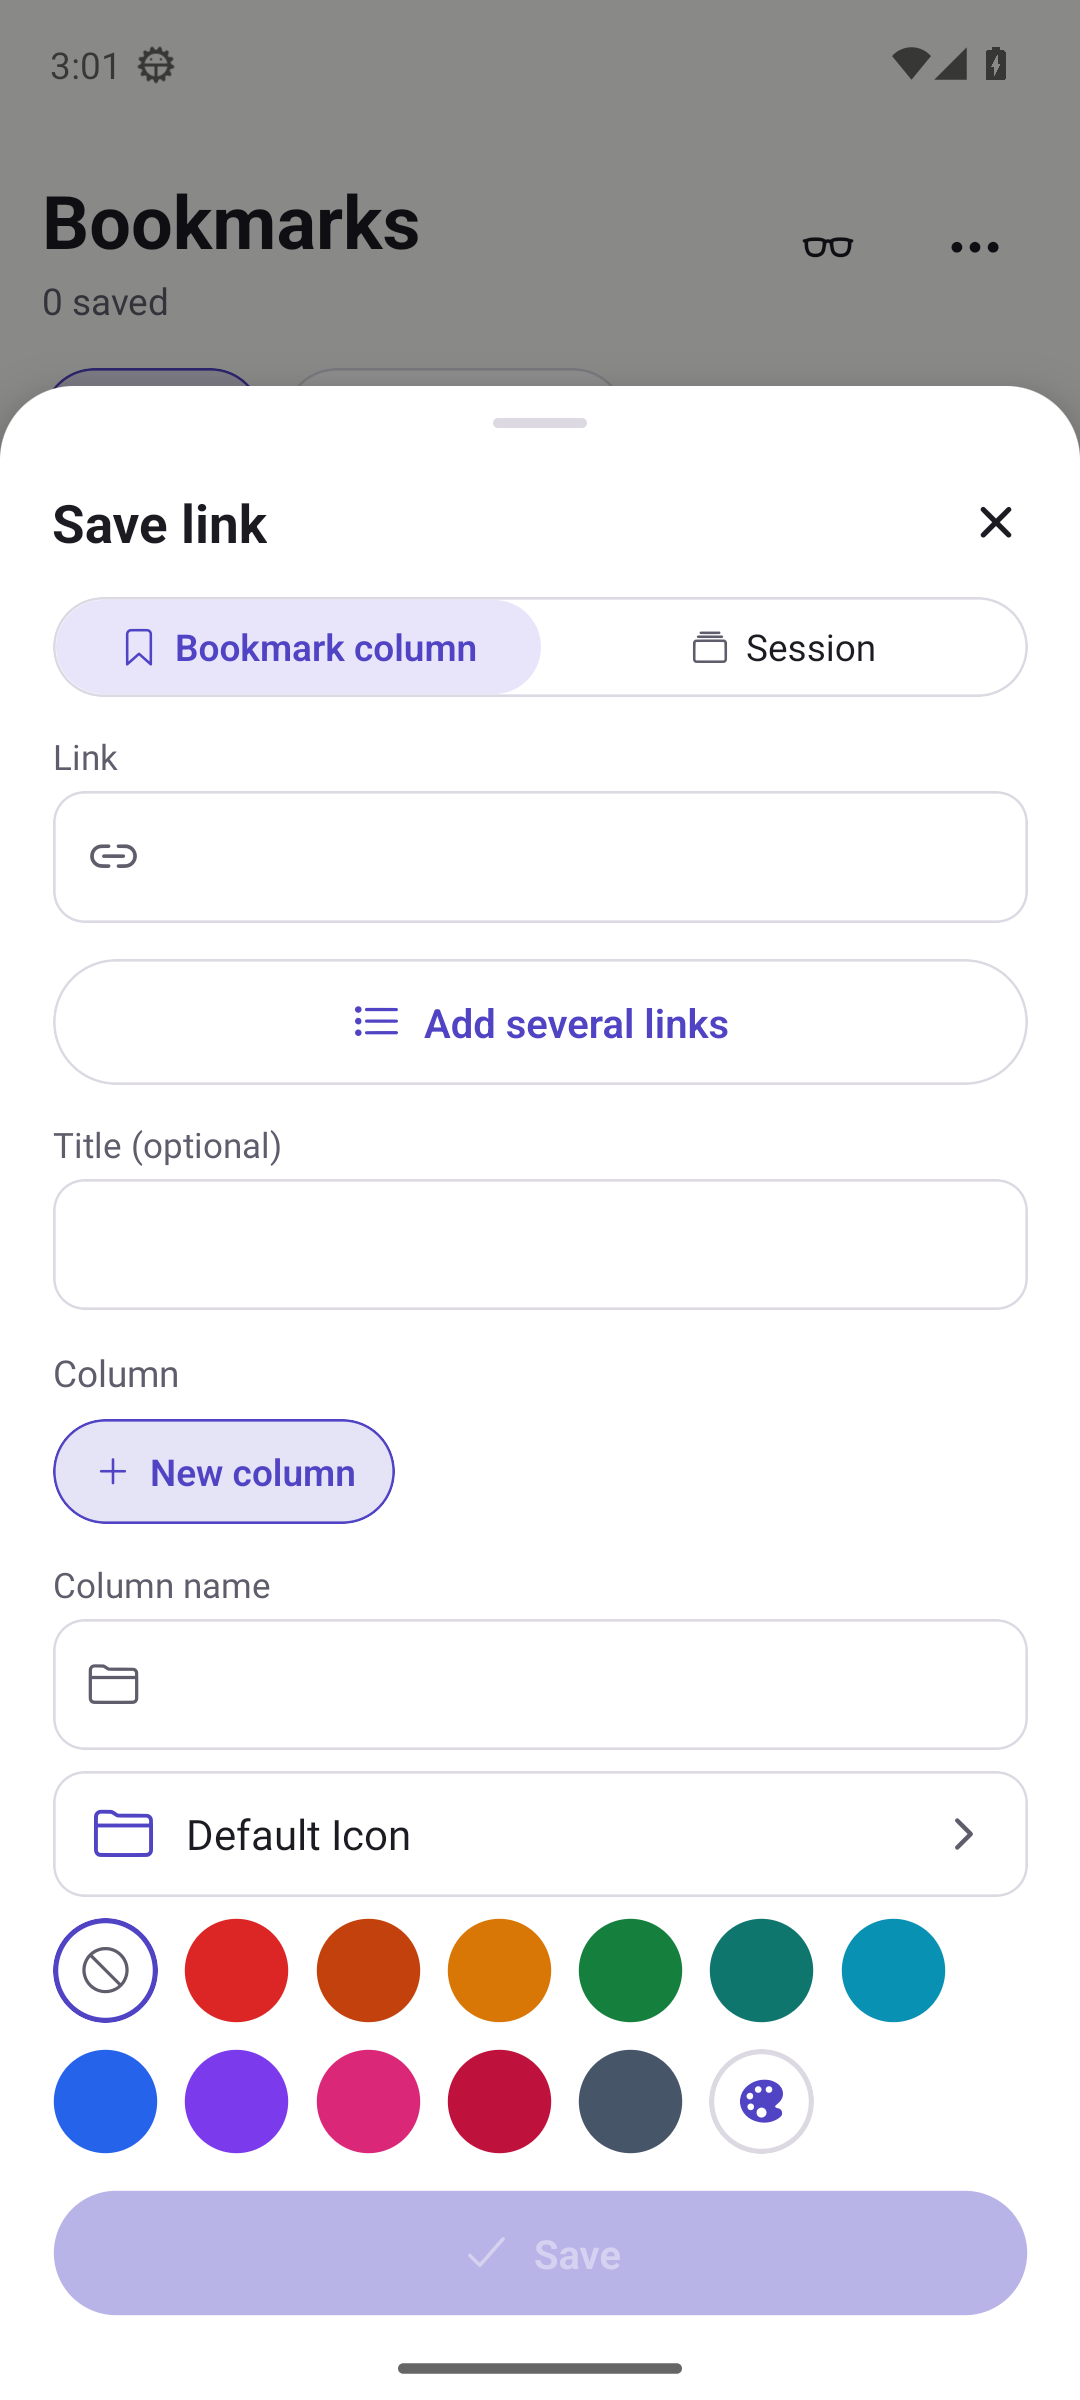 3:01
Bookmarks
0 saved
Save link
Bookmark column
Session
Link
Add several links
Title (optional)
Column
New column
Column name
Default Icon
Save